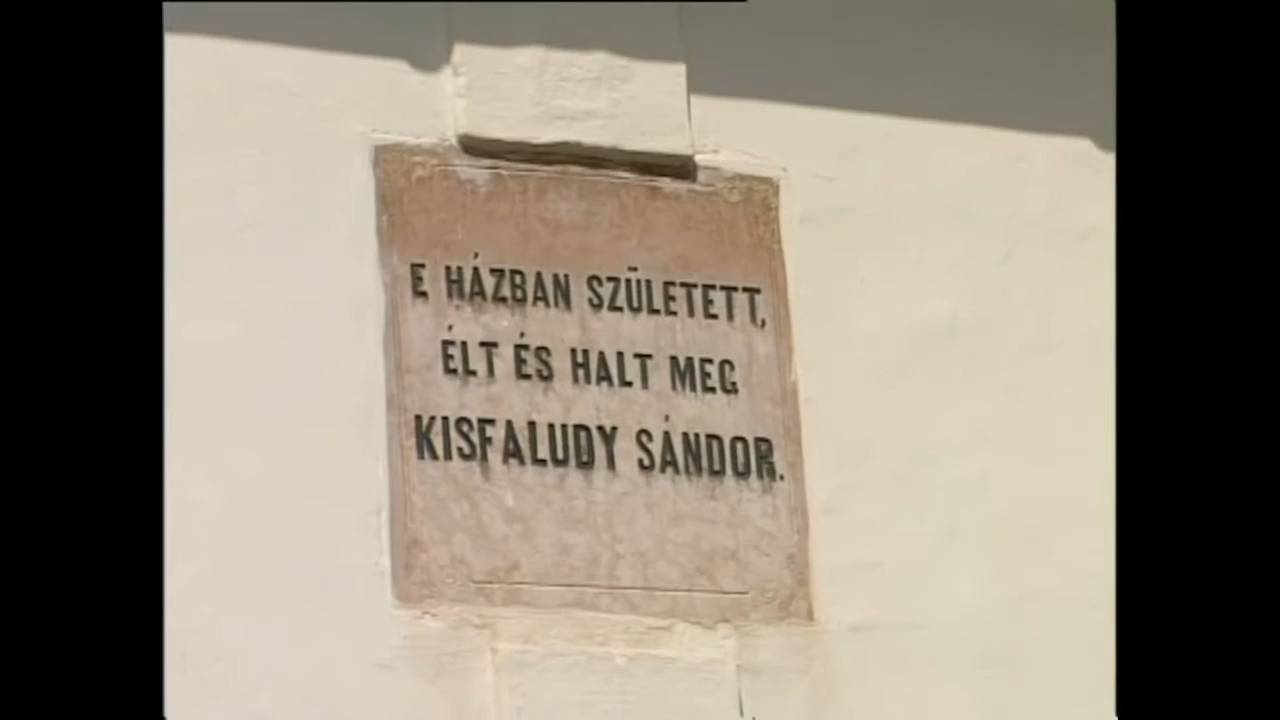 E HÁZBAN SZÜLETETT,
ÉLT ÉS HALT MEG
KISFALUDY SÁNDOR.